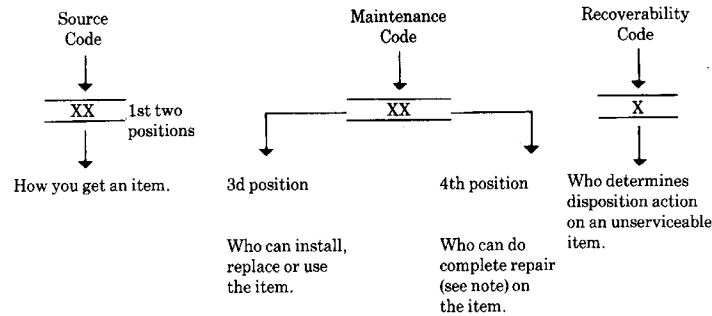 Source
Code
XX
1st two
positions
How you get an item.
Maintenance
Code
XX
3d position
Who can install,
replace or use
the item.
4th position
Who can do
complete repair
(see note) on
the item.
Recoverability
Code
X
Who determines
disposition action
on an unserviceable
item.